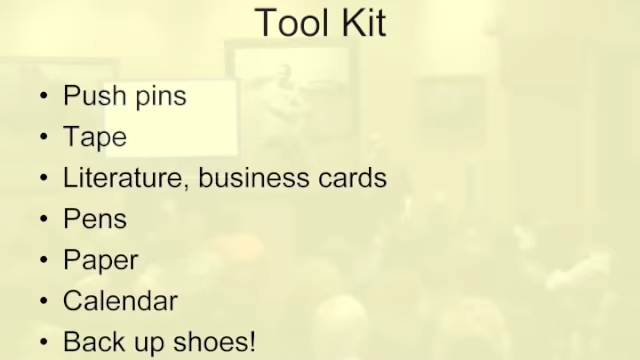 Tool Kit
• Push pins
• Tape
• Literature, business cards
• Pens
• Paper
• Calendar
• Back up shoes!